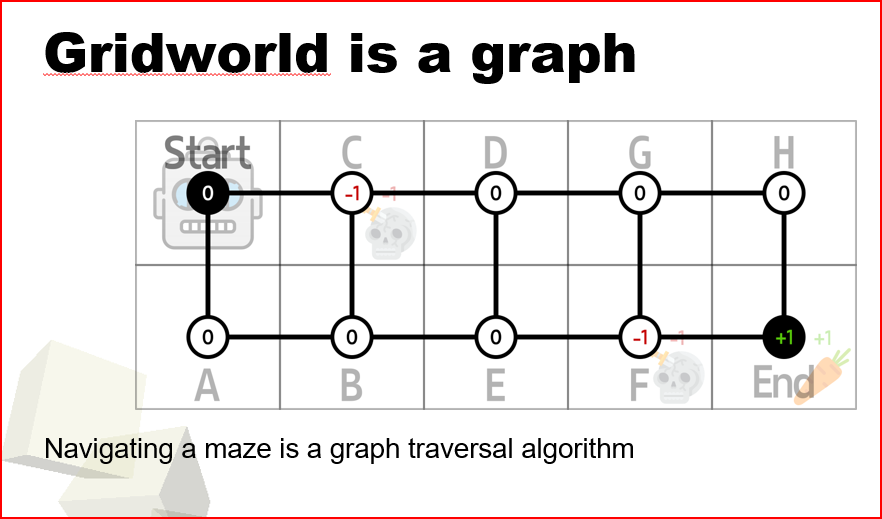 Gridworld is a graph
Start C D G H
0 -1 0 0 0
-1
0 0 0 -1 +1
-1 +1
A B E F End
Navigating a maze is a graph traversal algorithm